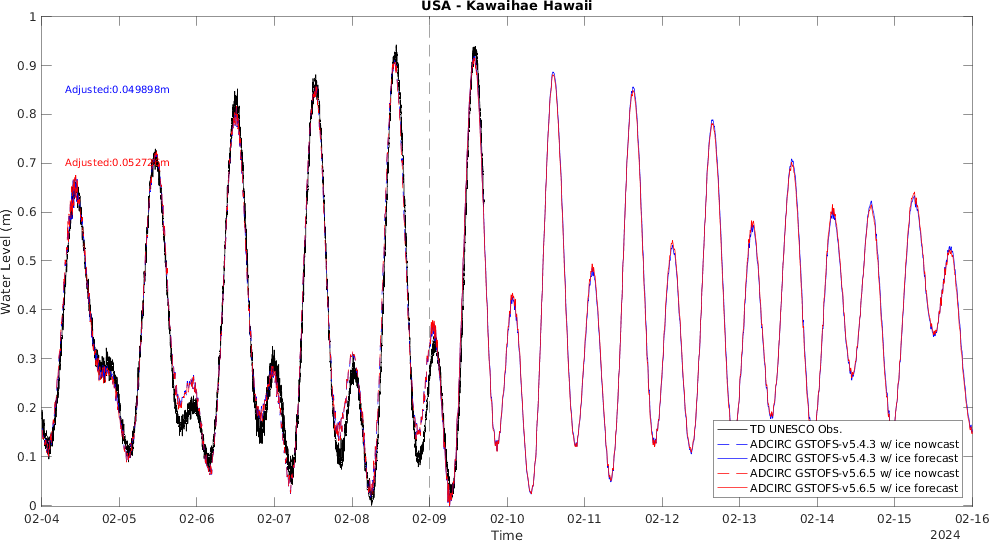 USA - Kawaihae Hawaii
1
0.9
0.8
0.7
0.6
0.5
0.4
0.3
0.2
0.1
0
Water Level (m)
Adjusted:0.049898m
TD UNESCO Obs.
ADCIRC GSTOFS-v5.4.3 w/ ice nowcast
ADCIRC GSTOFS-v5.4.3 w/ ice forecast
ADCIRC GSTOFS-v5.6.5 w/ ice nowcast
ADCIRC GSTOFS-v5.6.5 w/ ice forecast
02-04 02-05 02-06 02-07 02-08 02-09 02-10 02-11 02-12 02-13 02-14 02-15 02-16
Time
2024